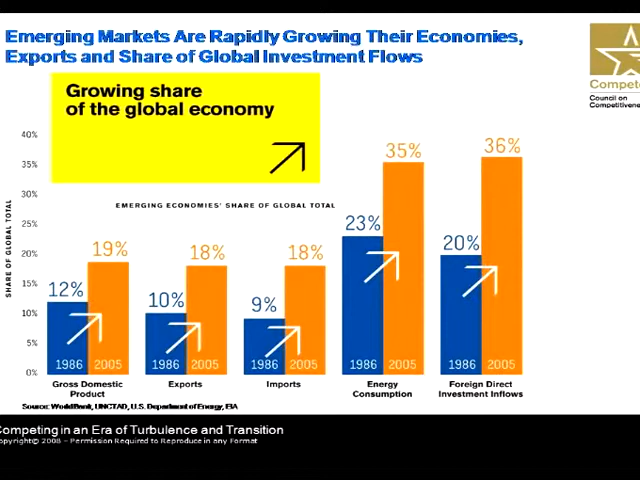 Emerging Markets Are Rapidly Growing Their Economies,
Exports and Share of Global Investment Flows
Compete
Council on
Competitivene
Growing share
of the global economy
EMERGING ECONOMIES' SHARE OF GLOBAL TOTAL
SHARE OF GLOBAL TOTAL
40%
35%
30%
25%
20%
15%
10%
5%
0%
12% 19% 10% 18% 9% 18% 23% 35% 20% 36%
1986 2005 1986 2005 1986 2005 1986 2005 1986 2005
Gross Domestic
Product
Exports
Imports
Energy
Consumption
Foreign Direct
Investment Inflows
Source: World Bank, UNCTAD, U.S. Department of Energy, EIA
Competing in an Era of Turbulence and Transition
opyright© 2008 – Permission Required to Reproduce in any Format